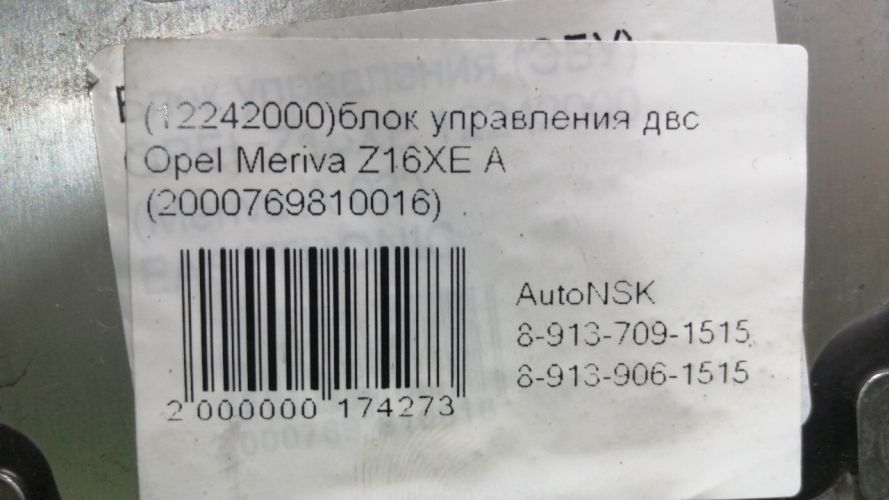 (12242000)блок управления двс
Opel Meriva Z16XE A
(2000769810016)
AutoNSK
8-913-709-1515
8-913-906-1515
2 000000 174273